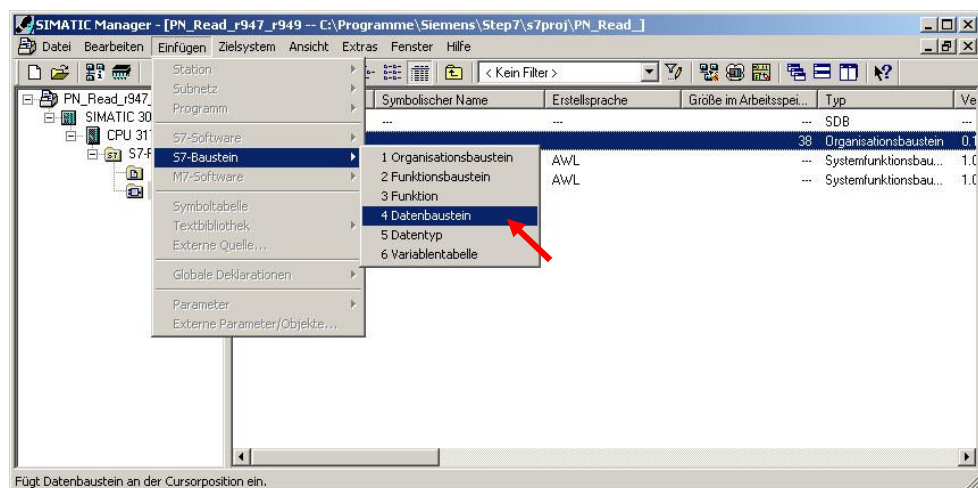 SIMATIC Manager - [PN_Read_r947_r949 -- C:\Programme\Siemens\Step7\s7proj\PN_Read_]
Datei Bearbeiten Einfügen Zielsystem Ansicht Extras Fenster Hilfe
< Kein Filter >
PN_Read_r947_
SIMATIC 30
CPU 31
S7-P
Station
Subnetz
Programm
S7-Software
S7-Baustein
M7-Software
Symboltabelle
Textbibliothek
Externe Quelle...
Globale Deklarationen
Parameter
Externe Parameter/Objekte...
1 Organisationsbaustein
2 Funktionsbaustein
3 Funktion
4 Datenbaustein
5 Datentyp
6 Variablentabelle
Symbolischer Name Erstellsprache Größe im Arbeitsspei... Typ Ve
--- --- --- SDB ---
38 Organisationsbaustein 0.1
AWL --- Systemfunktionsbau... 1.0
AWL --- Systemfunktionsbau... 1.0
Fügt Datenbaustein an der Cursorposition ein.